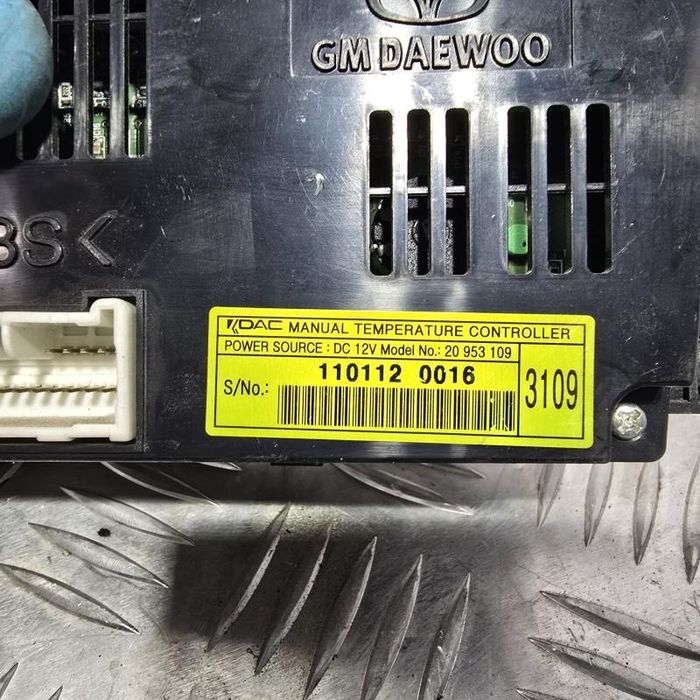 GM DAEWOO
BS<
KDAC MANUAL TEMPERATURE CONTROLLER
POWER SOURCE : DC 12V Model No.: 20 953 109
S/No.: 110112 0016
3109